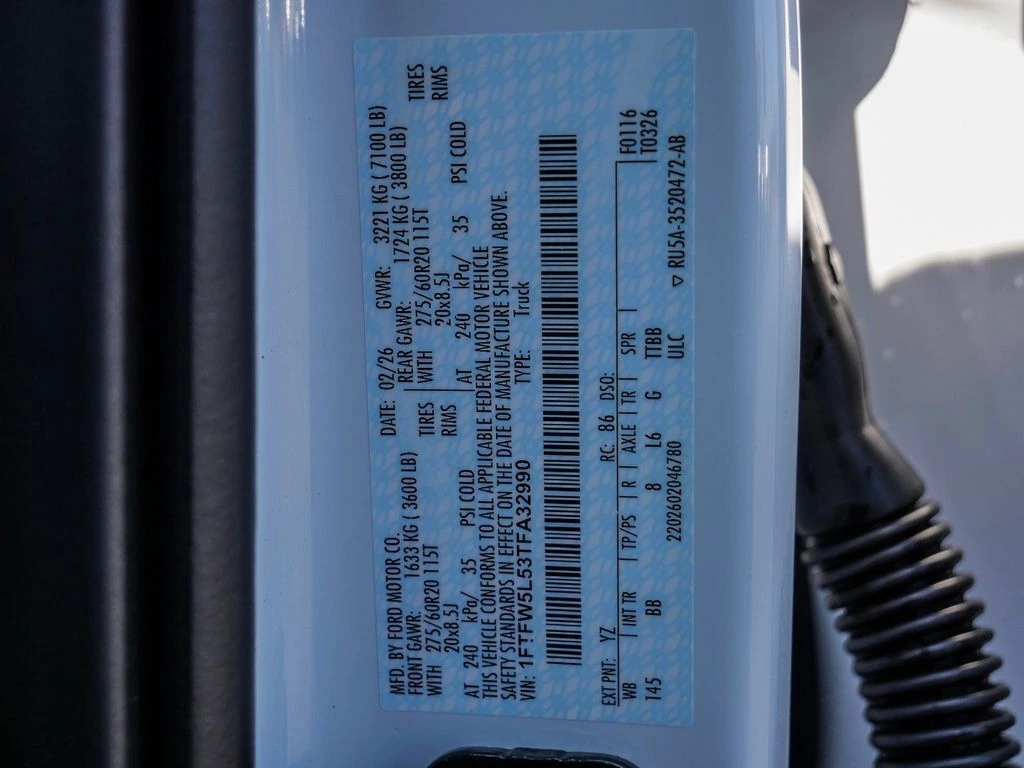 MFD. BY FORD MOTOR CO. DATE: 02/26 GVWR: 3221 KG ( 7100 LB)
FRONT GAWR: 1633 KG ( 3600 LB) REAR GAWR: 1724 KG ( 3800 LB)
WITH 275/60R20 115T TIRES WITH 275/60R20 115T TIRES
20x8.5J RIMS 20x8.5J RIMS
AT 240 kPa/ 35 PSI COLD AT 240 kPa/ 35 PSI COLD
THIS VEHICLE CONFORMS TO ALL APPLICABLE FEDERAL MOTOR VEHICLE
SAFETY STANDARDS IN EFFECT ON THE DATE OF MANUFACTURE SHOWN ABOVE.
VIN: 1FTFW5L53TFA32990 TYPE: Truck
EXT PNT: YZ RC: 86 DSO: F0116
WB INT TR TP/PS R AXLE TR SPR T0326
145 BB 8 L6 G TTBB
2202602046780 ULC RU5A-3520472-AB